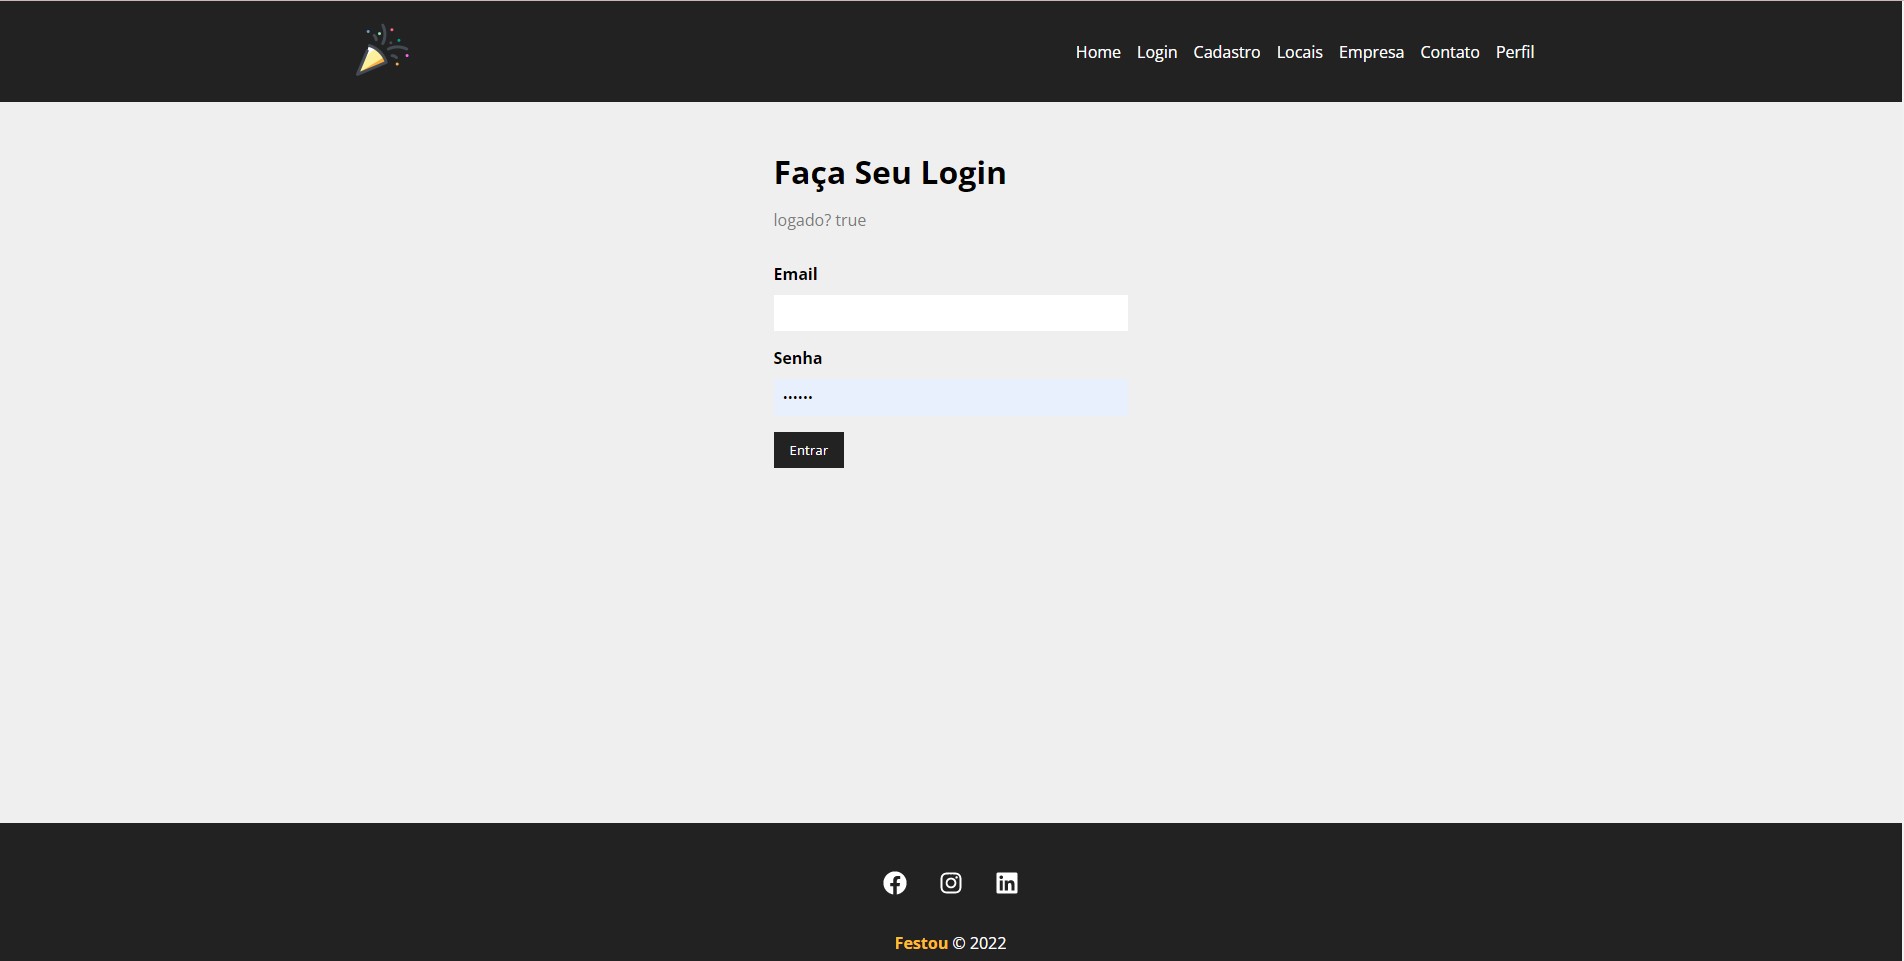 Home Login Cadastro Locais Empresa Contato Perfil
Faça Seu Login
logado? true
Email
Senha
••••••
Entrar
Festou © 2022